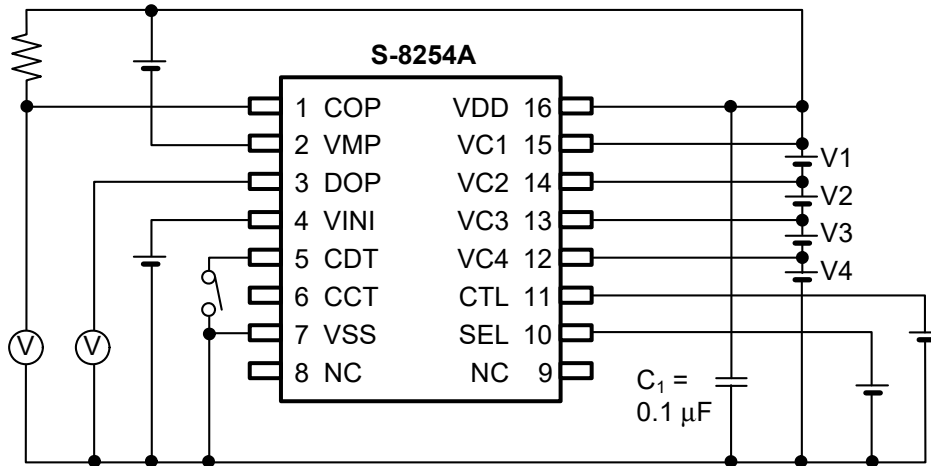 S-8254A
1 COP
2 VMP
3 DOP
4 VINI
5 CDT
6 CCT
7 VSS
8 NC
VDD 16
VC1 15
VC2 14
VC3 13
VC4 12
CTL 11
SEL 10
NC 9
V1
V2
V3
V4
V
V
C₁ =
0.1 μF